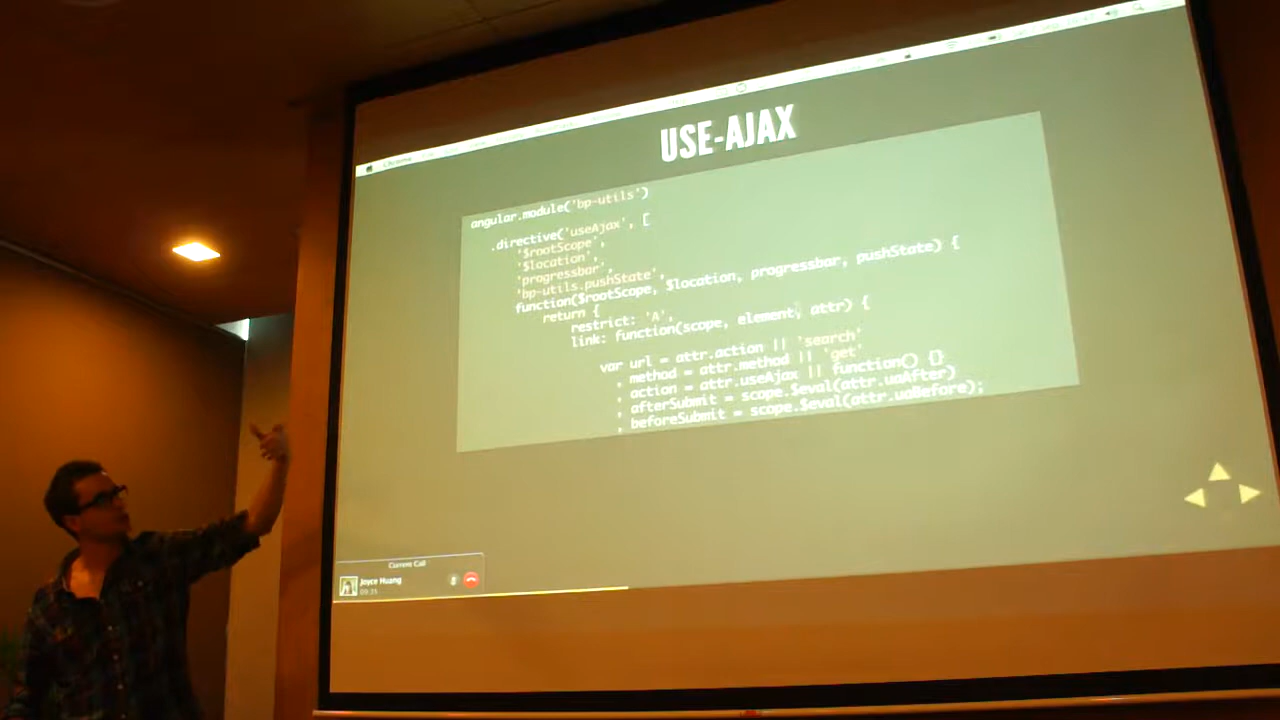 Chrome
USE-AJAX
angular.module('bp-utils')
.directive('useAjax', [
'$rootScope',
'$location',
'progressbar',
'bp-utils.pushState',
function($rootScope, $location, progressbar, pushState) {
return {
restrict: 'A',
link: function(scope, element, attr) {
var url = attr.action || 'search'
, method = attr.method || 'get'
, action = attr.useAjax || function() {}
, afterSubmit = scope.$eval(attr.uaAfter)
, beforeSubmit = scope.$eval(attr.uaBefore);
Current Call
Joyce Huang